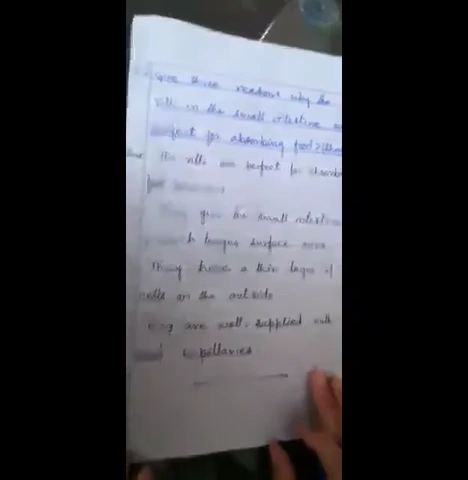 Give three reasons why the
villi in the small intestine
perfect for absorbing food
The villi are perfect for absorb
They give the small intestin
a larger surface area
They have a thin layer of
cells on the outside
They are well-supplied with
capillaries